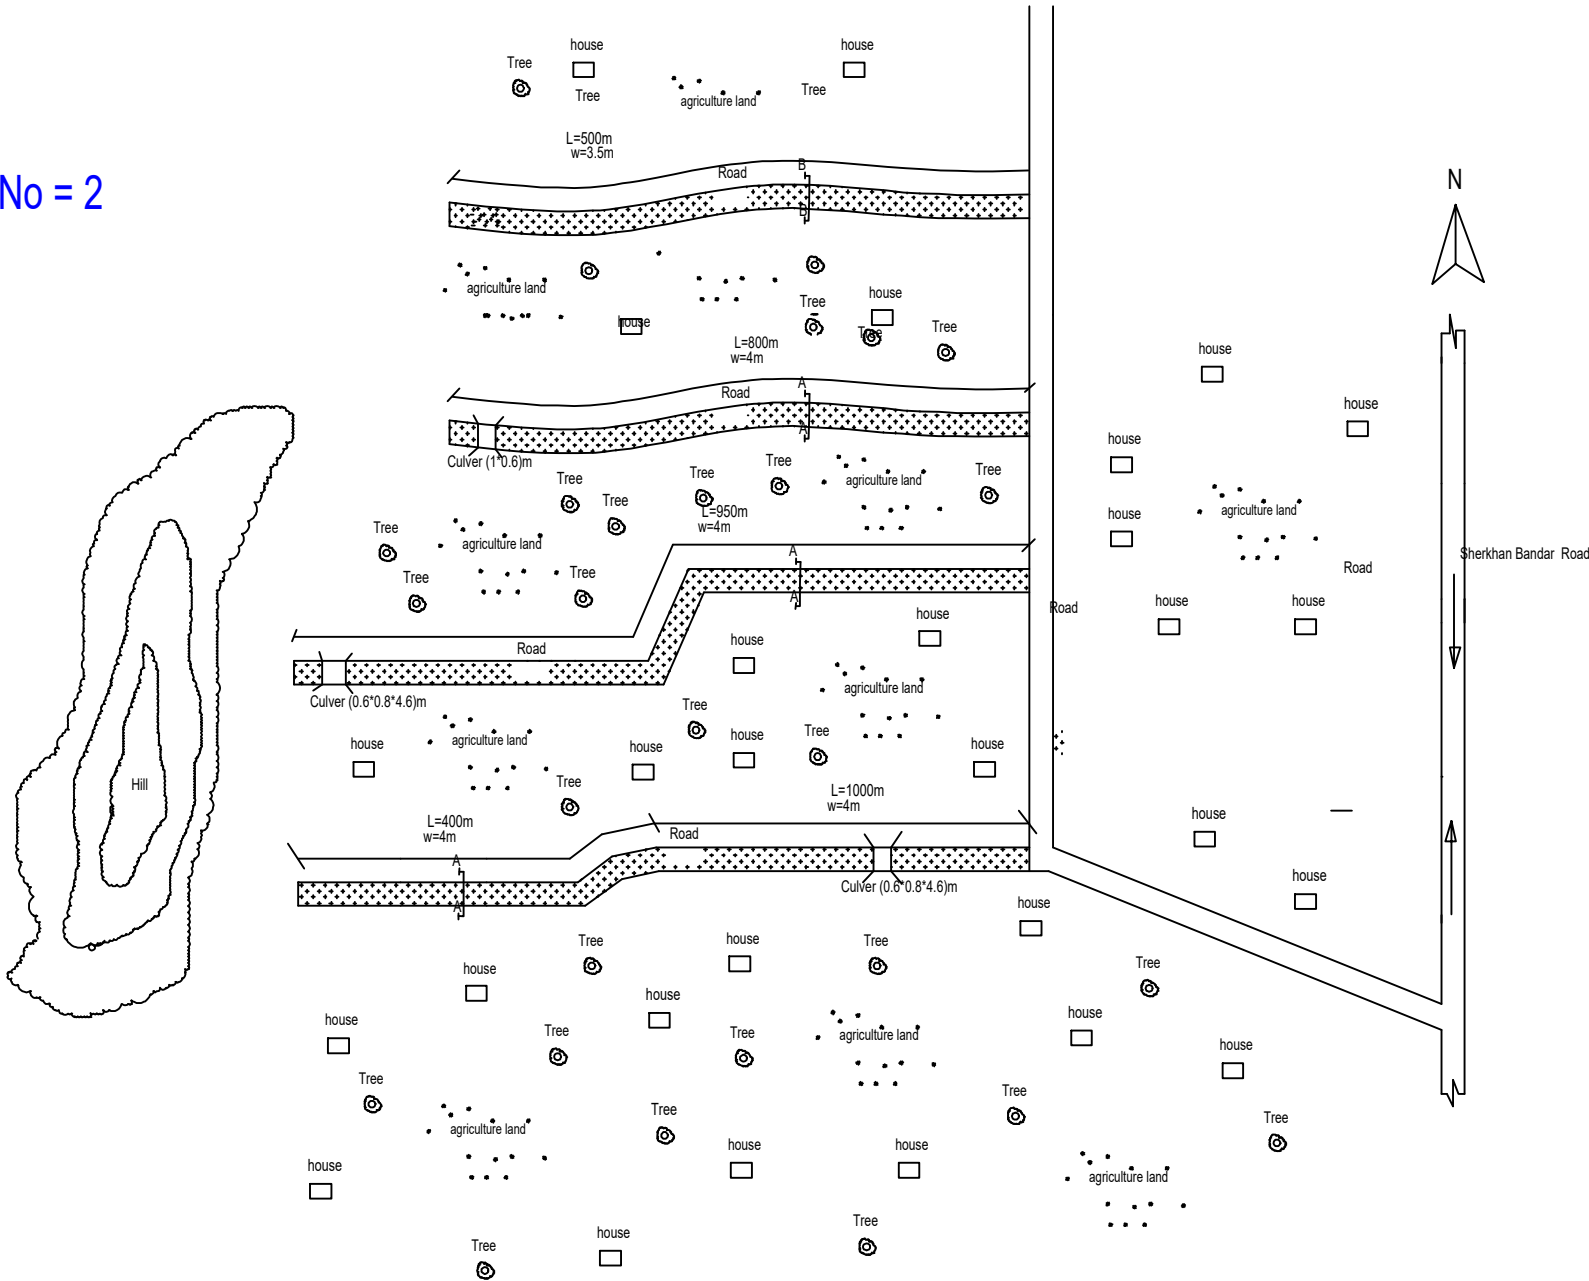 house
house
Tree
Tree
Tree
agriculture land
L=500m
w=3.5m
No = 2
B
Road
N
B
agriculture land
house
Tree
house
Tree
Tree
L=800m
w=4m
house
A
Road
house
A
house
Culver (1*0.6)m
Tree
Tree
Tree
Tree
agriculture land
Tree
L=950m
w=4m
house
agriculture land
Tree
agriculture land
A
Sherkhan Bandar Road
Road
Tree
Tree
A
house
house
Road
house
house
Road
agriculture land
Culver (0.6*0.8*4.6)m
Tree
house
Tree
house
agriculture land
house
house
Hill
Tree
L=1000m
w=4m
L=400m
w=4m
house
Road
A
house
Culver (0.6*0.8*4.6)m
house
A
Tree
house
Tree
Tree
house
house
house
house
Tree
Tree
agriculture land
house
Tree
Tree
Tree
Tree
agriculture land
house
house
house
agriculture land
Tree
house
Tree